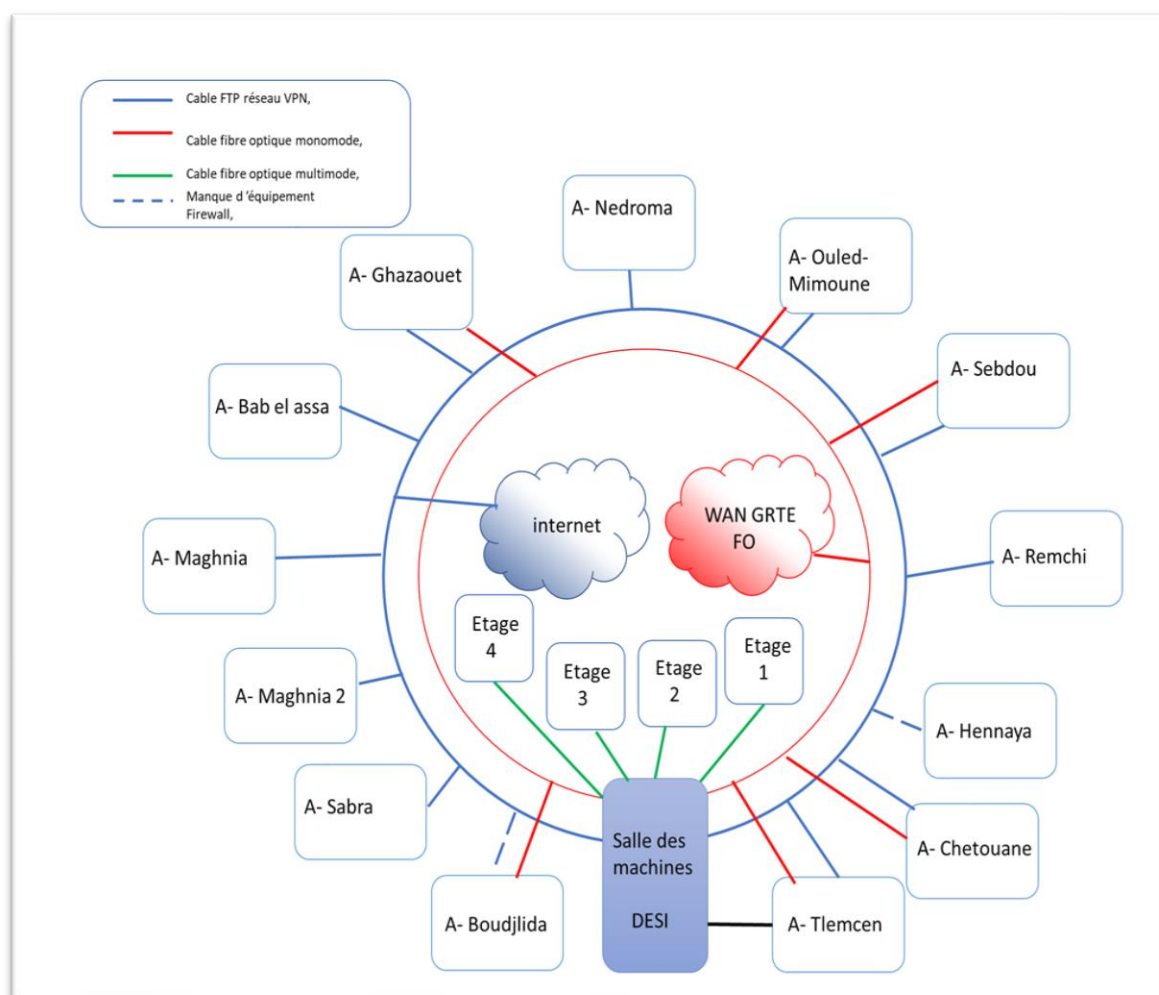 Cable FTP réseau VPN,
Cable fibre optique monomode,
Cable fibre optique multimode,
Manque d 'équipement
Firewall,
A- Nedroma
A- Ouled-
Mimoune
A- Ghazaouet
A- Sebdou
A- Bab el assa
internet
WAN GRTE
FO
A- Maghnia
A- Remchi
Etage
4
Etage
3
Etage
2
Etage
1
A- Maghnia 2
A- Hennaya
A- Sabra
A- Chetouane
Salle des
machines
DESI
A- Boudjlida
A- Tlemcen